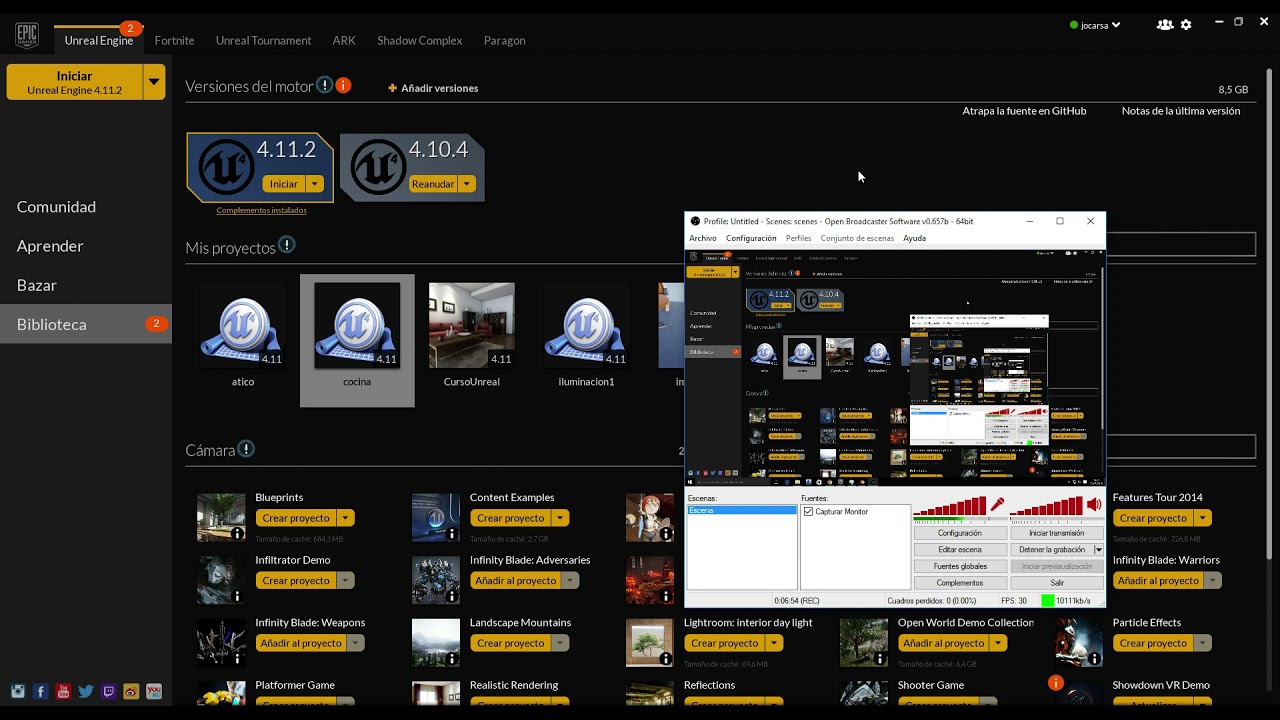 EPIC GAMES
Unreal Engine
2
Fortnite
Unreal Tournament
ARK
Shadow Complex
Paragon
jocarsa
Iniciar
Unreal Engine 4.11.2
Comunidad
Aprender
Bazar
Biblioteca
2
Versiones del motor
Añadir versiones
8,5 GB
Atrapa la fuente en GitHub
Notas de la última versión
4.11.2
Iniciar
4.10.4
Reanudar
Complementos instalados
Mis proyectos
4.11
4.11
4.11
4.11
atico
cocina
CursoUnreal
iluminacion1
Cámara
Profile: Untitled - Scenes: scenes - Open Broadcaster Software v0.657b - 64bit
Archivo
Configuración
Perfiles
Conjunto de escenas
Ayuda
Escenas:
Escena
Fuentes:
Capturar Monitor
Configuración
Iniciar transmisión
Editar escena
Detener la grabación
Fuentes globales
Iniciar previsualización
Complementos
Salir
0:06:54 (REC)
Cuadros perdidos: 0 (0.00%)
FPS: 30
10111kb/s
Blueprints
Crear proyecto
Tamaño de caché: 684,3 MB
Content Examples
Crear proyecto
Tamaño de caché: 2,7 GB
Features Tour 2014
Crear proyecto
Tamaño de caché: 726,8 MB
Infiltrator Demo
Crear proyecto
Infinity Blade: Adversaries
Añadir al proyecto
Infinity Blade: Warriors
Añadir al proyecto
Infinity Blade: Weapons
Añadir al proyecto
Landscape Mountains
Crear proyecto
Lightroom: interior day light
Crear proyecto
Tamaño de caché: 69,6 MB
Open World Demo Collection
Añadir al proyecto
Tamaño de caché: 6,4 GB
Particle Effects
Crear proyecto
Platformer Game
Realistic Rendering
Reflections
Shooter Game
Showdown VR Demo